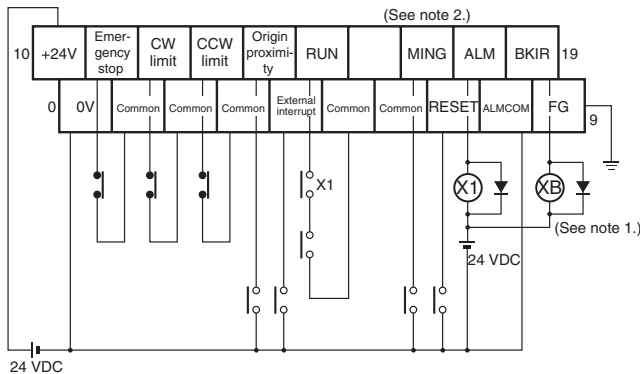 (See note 2.)
10 +24V Emer-
gency
stop CW
limit CCW
limit Origin
proximi-
ty RUN MING ALM BKIR 19
0 0V Common Common Common External
interrupt Common Common RESET ALMCOM FG 9
X1
X1 XB
(See note 1.)
24 VDC
24 VDC